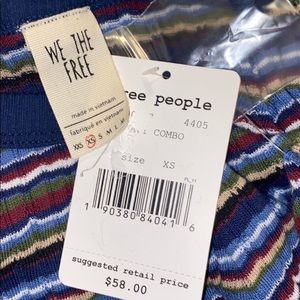 WE THE
FREE
made in vietnam
fabriqué en vietnam
XXS XS S M L
ree people
4405
COMBO
size XS
1 90380 84041 6
suggested retail price
$58.00